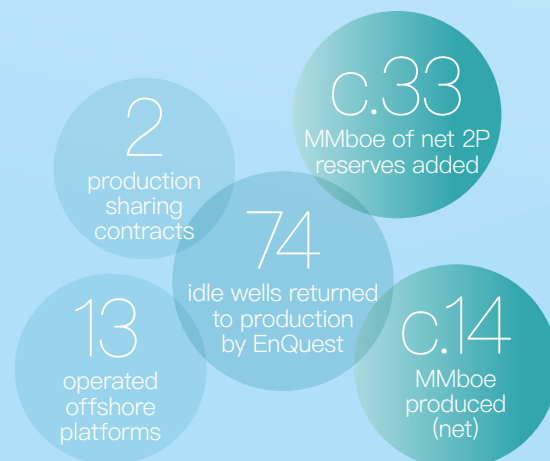 2
production
sharing
contracts
c.33
MMboe of net 2P
reserves added
74
idle wells returned
to production
by EnQuest
13
operated
offshore
platforms
c.14
MMboe
produced
(net)